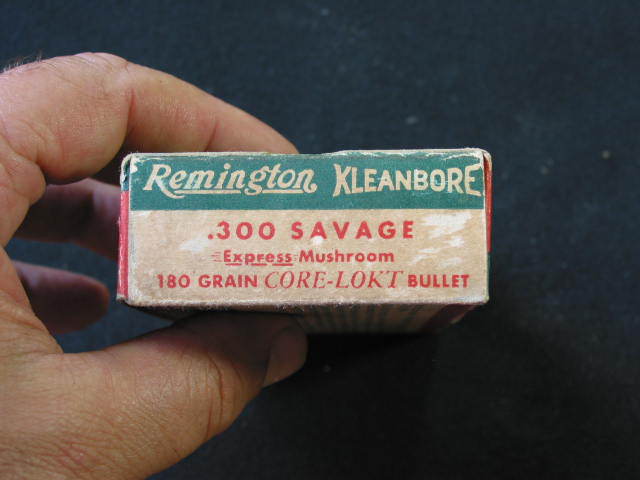 Remington KLEANBORE
.300 SAVAGE
Express Mushroom
180 GRAIN CORE-LOKT BULLET